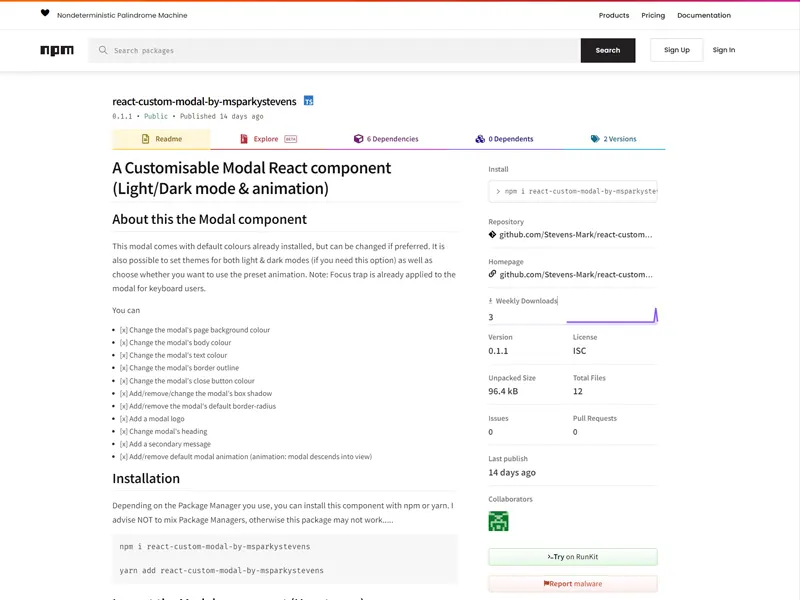 Nondeterministic Palindrome Machine
Products
Pricing
Documentation
npm
Search packages
Search
Sign Up
Sign In
react-custom-modal-by-msparkystevens TS
0.1.1 • Public • Published 14 days ago
Readme
Explore BETA
6 Dependencies
0 Dependents
2 Versions
A Customisable Modal React component
(Light/Dark mode & animation)
About this the Modal component
This modal comes with default colours already installed, but can be changed if preferred. It is
also possible to set themes for both light & dark modes (if you need this option) as well as
choose whether you want to use the preset animation. Note: Focus trap is already applied to the
modal for keyboard users.
You can
• [x] Change the modal's page background colour
• [x] Change the modal's body colour
• [x] Change the modal's text colour
• [x] Change the modal's border outline
• [x] Change the modal's close button colour
• [x] Add/remove/change the modal's box shadow
• [x] Add/remove the modal's default border-radius
• [x] Add a modal logo
• [x] Change modal's heading
• [x] Add a secondary message
• [x] Add/remove default modal animation (animation: modal descends into view)
Installation
Depending on the Package Manager you use, you can install this component with npm or yarn. I
advise NOT to mix Package Managers, otherwise this package may not work.....
npm i react-custom-modal-by-msparkystevens
yarn add react-custom-modal-by-msparkystevens
Install
> npm i react-custom-modal-by-msparkyste
Repository
github.com/Stevens-Mark/react-custom...
Homepage
github.com/Stevens-Mark/react-custom...
Weekly Downloads
3
Version
License
0.1.1
ISC
Unpacked Size
Total Files
96.4 kB
12
Issues
Pull Requests
0
0
Last publish
14 days ago
Collaborators
>-Try on RunKit
Report malware